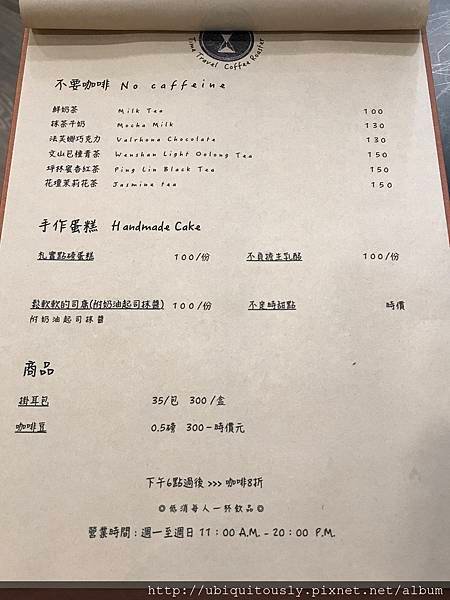 Time Travel Coffee Roaster
不要咖啡 No caffeine
鮮奶茶 Milk Tea 100
抹茶牛奶 Mocha Milk 130
法芙娜巧克力 Valrhona Chocolate 130
文山包種青茶 Wenshan Light Oolong Tea 150
坪林蜜香紅茶 Ping Lin Black Tea 150
花壇茉莉花茶 Jasmine tea 150
手作蛋糕 Handmade Cake
扎實點磅蛋糕 100/份 不負擔生乳酪 100/份
鬆軟軟的司康(附奶油起司抹醬) 100/份 不定時甜點 時價
附奶油起司抹醬
商品
掛耳包 35/包 300/盒
咖啡豆 0.5磅 300-時價元
下午6點過後 >>> 咖啡8折
◎低消每人一杯飲品◎
營業時間:週一至週日 11:00 A.M. - 20:00 P.M.
http://ubiquitously.pixnet.net/album